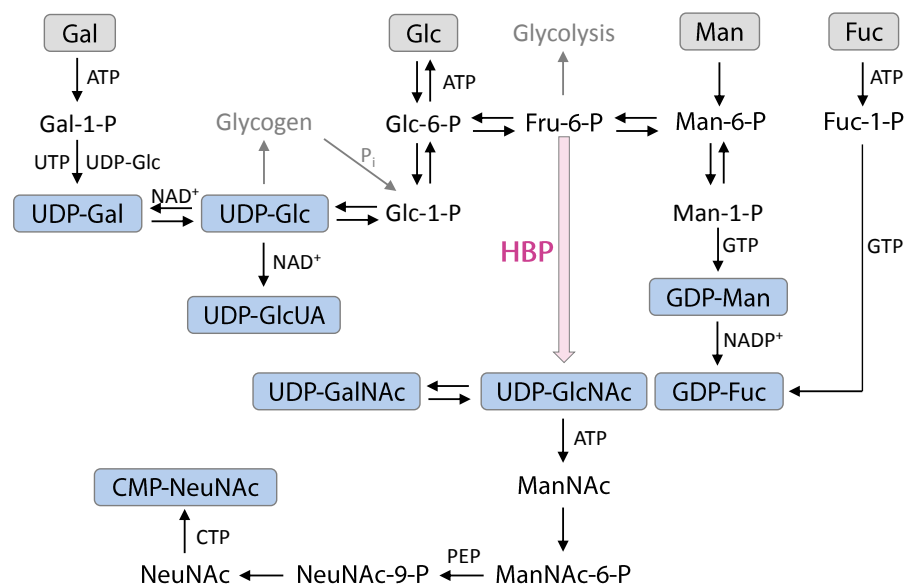 Gal
Glc
Glycolysis
Man
Fuc
ATP
ATP
ATP
Gal-1-P
Glycogen
Glc-6-P
Fru-6-P
Man-6-P
Fuc-1-P
UTP
UDP-Glc
Pi
NAD+
UDP-Gal
UDP-Glc
Glc-1-P
Man-1-P
HBP
GTP
GTP
NAD+
UDP-GlcUA
GDP-Man
NADP+
UDP-GalNAc
UDP-GlcNAc
GDP-Fuc
ATP
CMP-NeuNAc
ManNAc
CTP
PEP
NeuNAc
NeuNAc-9-P
ManNAc-6-P